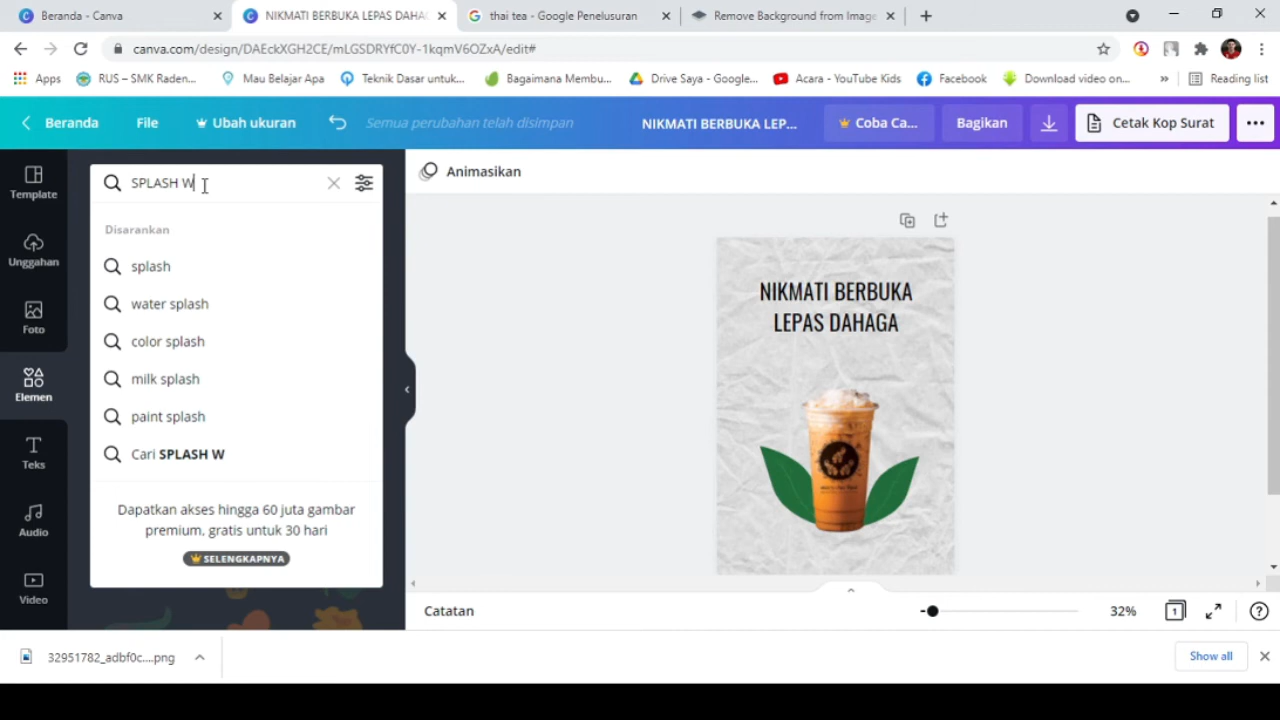 Beranda - Canva
NIKMATI BERBUKA LEPAS DAHA
thai tea - Google Penelusuran
Remove Background from Image
canva.com/design/DAEckXGH2CE/mLGSDRYfC0Y-1kqmV6OZxA/edit#
Apps
RUS – SMK Raden...
Mau Belajar Apa
Teknik Dasar untuk...
Bagaimana Membu...
Drive Saya - Google...
Acara - YouTube Kids
Facebook
Download video on...
»
Reading list
Beranda
File
Ubah ukuran
Semua perubahan telah disimpan
NIKMATI BERBUKA LEP...
Coba Ca...
Bagikan
Cetak Kop Surat
Template
Unggahan
Foto
Elemen
Teks
Audio
Video
SPLASH W
Disarankan
splash
water splash
color splash
milk splash
paint splash
Cari SPLASH W
Dapatkan akses hingga 60 juta gambar
premium, gratis untuk 30 hari
SELENGKAPNYA
Animasikan
NIKMATI BERBUKA
LEPAS DAHAGA
Catatan
32%
1
32951782_adbf0c....png
Show all